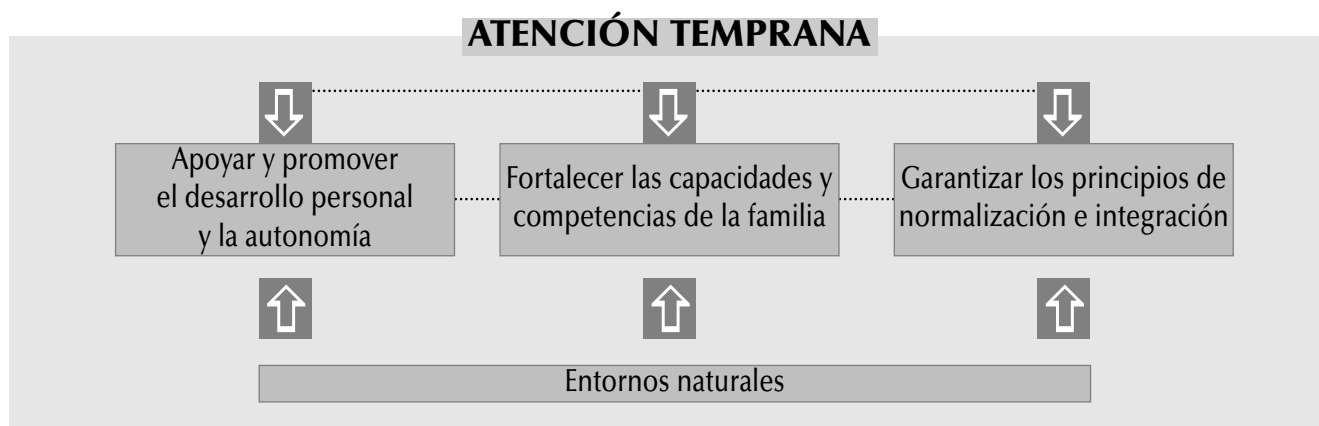 ATENCIÓN TEMPRANA
Apoyar y promover
el desarrollo personal
y la autonomía
Fortalecer las capacidades y
competencias de la familia
Garantizar los principios de
normalización e integración
Entornos naturales